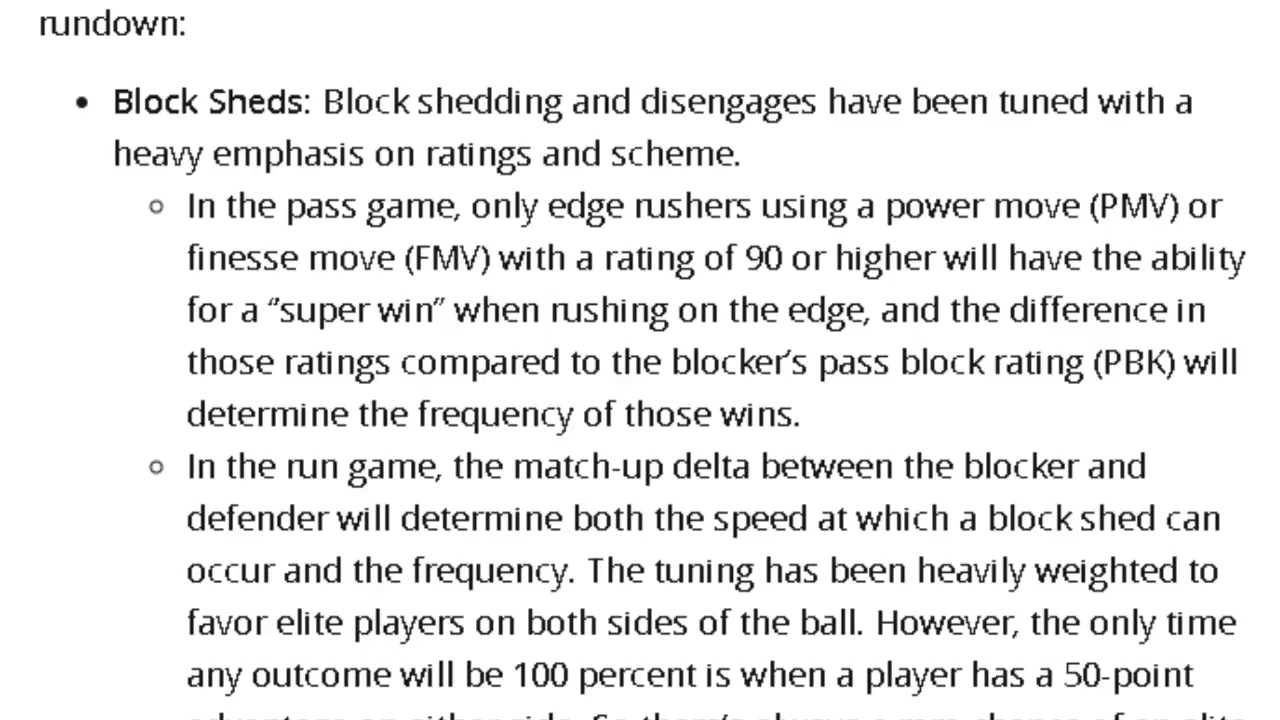 rundown:
• Block Sheds: Block shedding and disengages have been tuned with a
heavy emphasis on ratings and scheme.
◦ In the pass game, only edge rushers using a power move (PMV) or
finesse move (FMV) with a rating of 90 or higher will have the ability
for a “super win” when rushing on the edge, and the difference in
those ratings compared to the blocker’s pass block rating (PBK) will
determine the frequency of those wins.
◦ In the run game, the match-up delta between the blocker and
defender will determine both the speed at which a block shed can
occur and the frequency. The tuning has been heavily weighted to
favor elite players on both sides of the ball. However, the only time
any outcome will be 100 percent is when a player has a 50-point